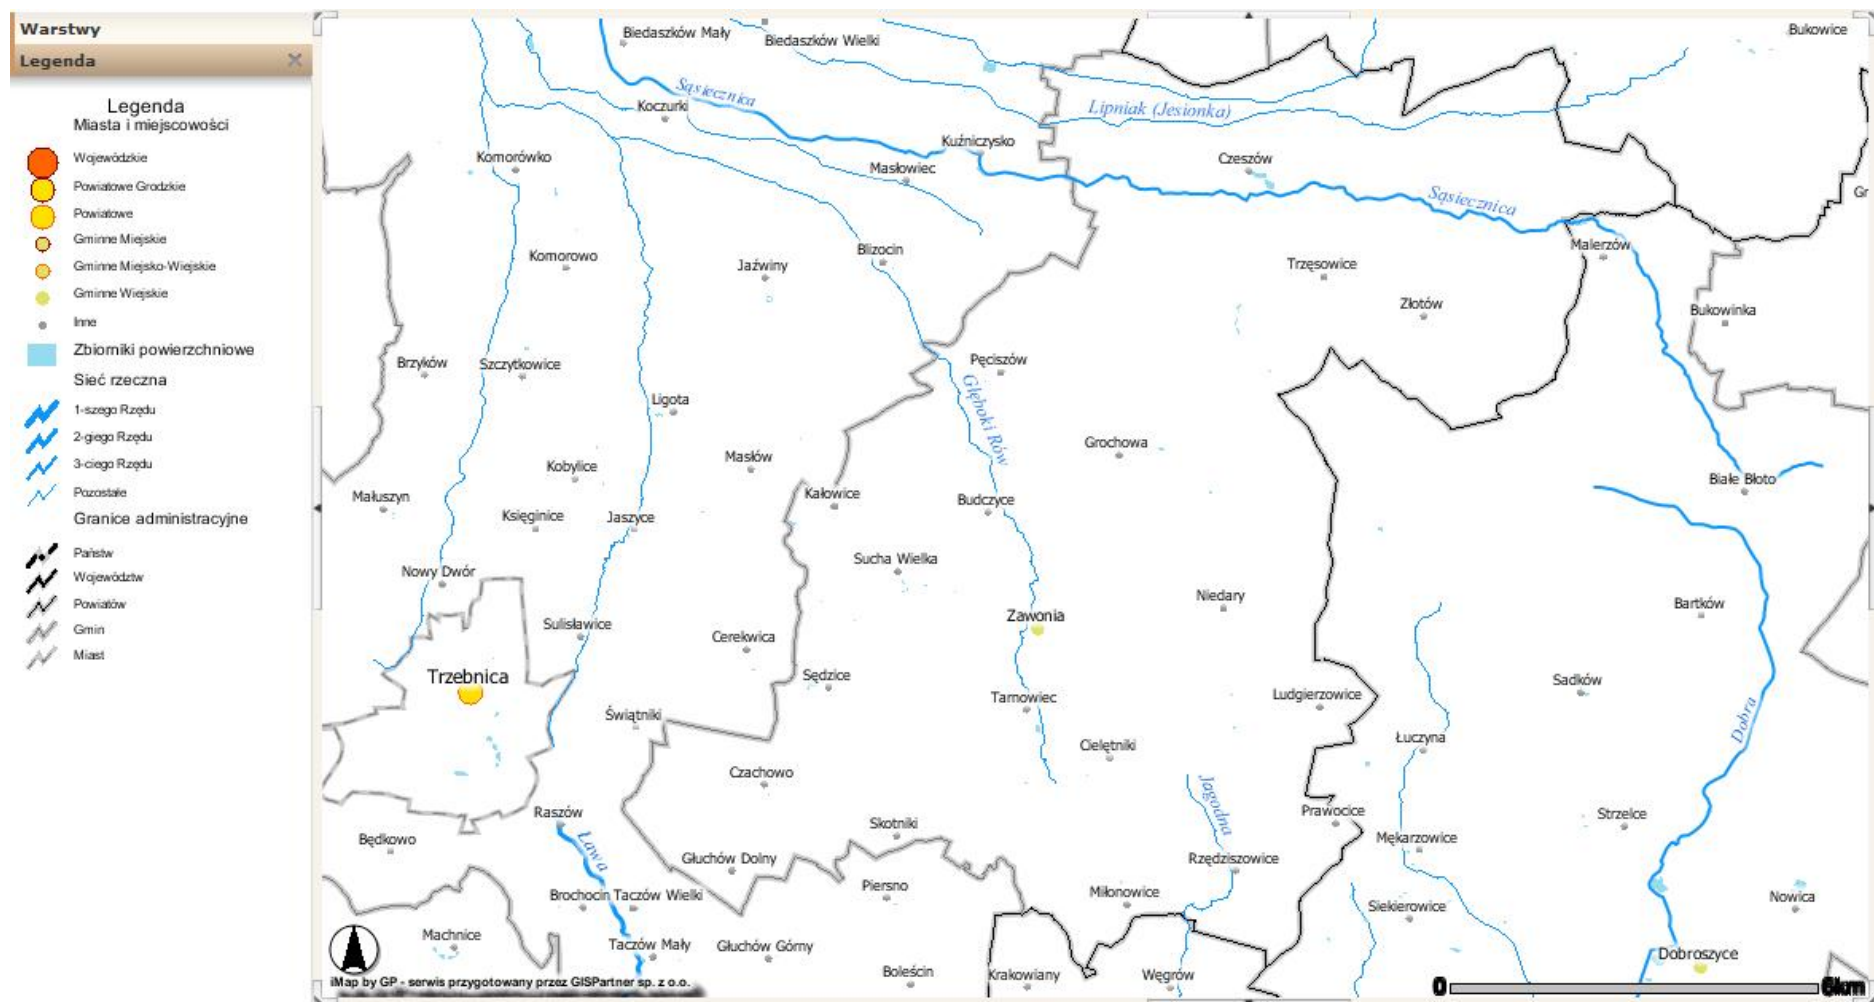 Warstwy
Legenda
Legenda
Miasta i miejscowości
Wojewódzkie
Powiatowe Grodzkie
Powiatowe
Gminne Miejskie
Gminne Miejsko-Wiejskie
Gminne Wiejskie
Inne
Zbiorniki powierzchniowe
Sieć rzeczna
1-szego Rzędu
2-giego Rzędu
3-ciego Rzędu
Pozostałe
Granice administracyjne
Państw
Województw
Powiatów
Gmin
Miast
Biedaszków Mały
Biedaszków Wielki
Bukowice
Sąsiecznica
Koczurki
Lipniak (Jesionka)
Kuźniczysko
Komorówko
Masłowiec
Czeszów
Sąsiecznica
Gr
Komorowo
Jaźwiny
Blizocin
Trzęsowice
Malerzów
Złotów
Bukowinka
Brzyków
Szczytkowice
Pęciszów
Ligota
Głęboki Rów
Grochowa
Kobylice
Masłów
Małuszyn
Kałowice
Budczyce
Białe Błoto
Księginice
Jaszyce
Sucha Wielka
Nowy Dwór
Niedary
Bartków
Sulisławice
Cerekwica
Zawonia
Trzebnica
Sędzice
Tarnowiec
Ludgierzowice
Sadków
Świątniki
Cielętniki
Łuczyna
Dobra
Czachowo
Jagodna
Raszów
Skotniki
Prawocice
Strzelce
Będkowo
Ława
Głuchów Dolny
Rzędziszowice
Mękarzowice
Brochocin
Taczów Wielki
Piersno
Miłonowice
Siekierowice
Nowica
Machnice
Taczów Mały
Głuchów Górny
Boleścin
Krakowiany
Węgrów
Dobroszyce
iMap by GP - serwis przygotowany przez GISPartner sp. z o.o.
0
6km